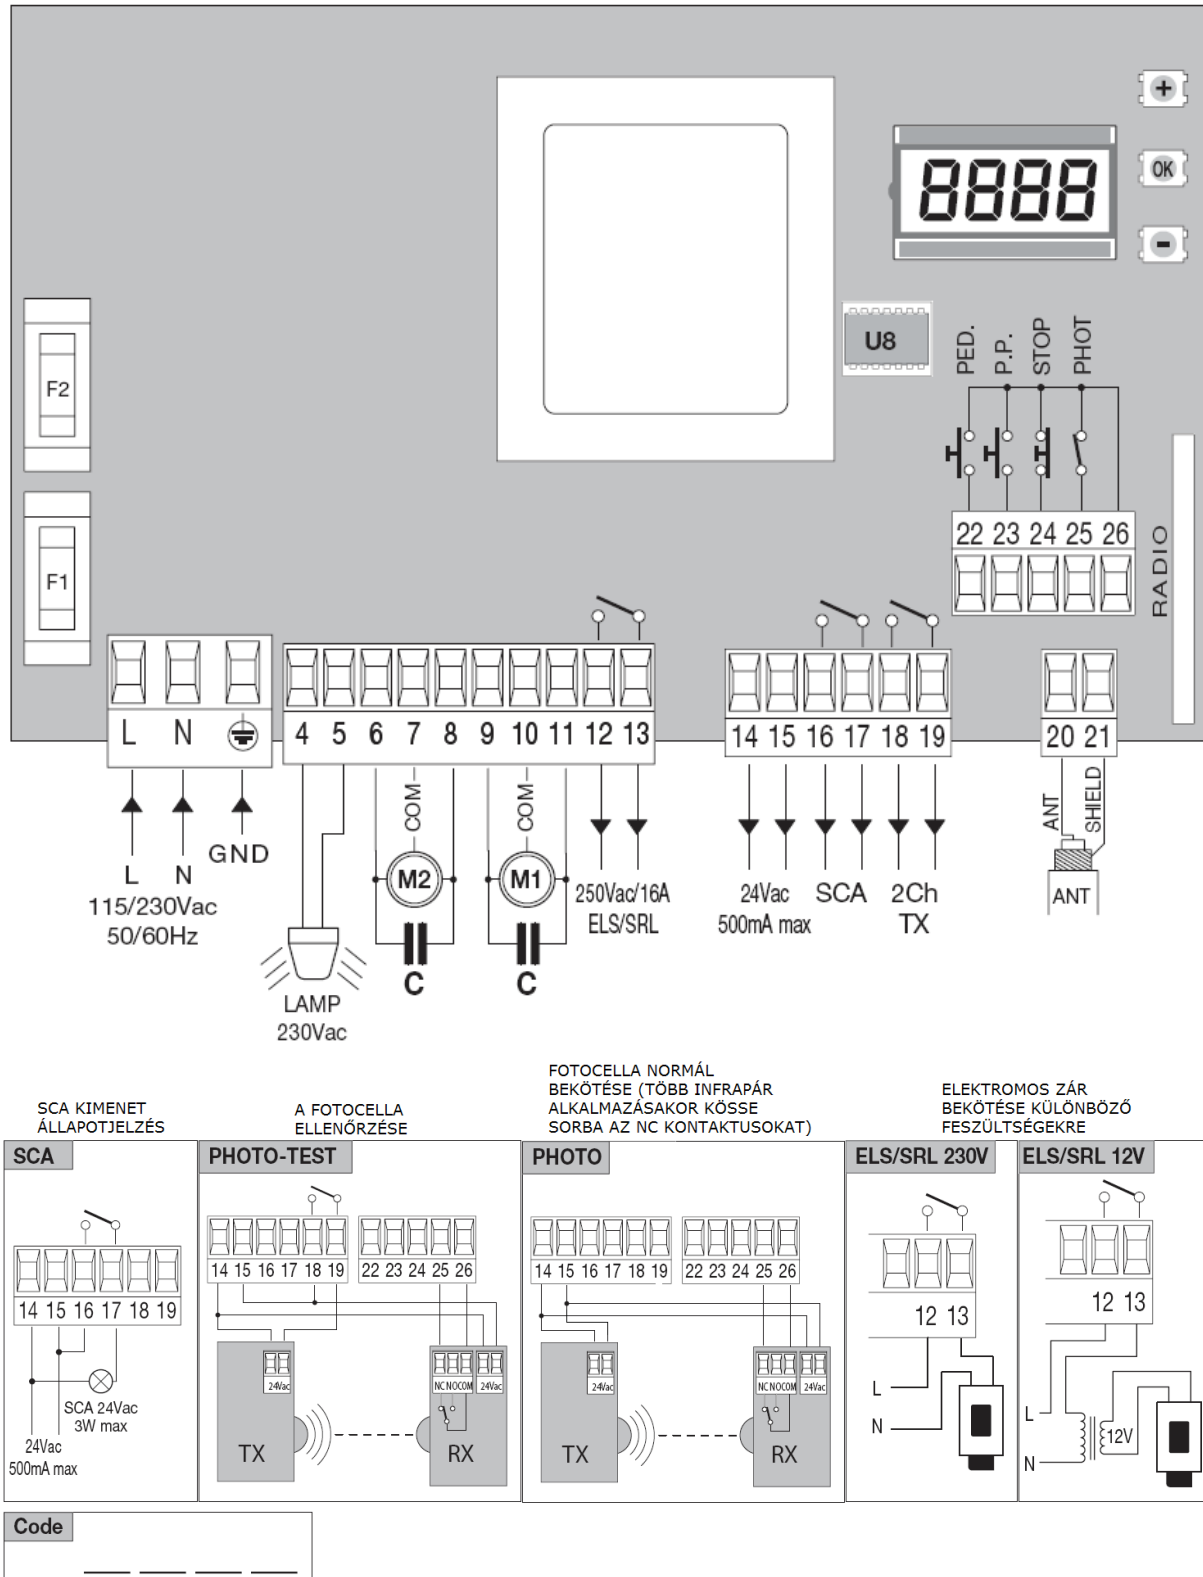 +
OK
-
8888
U8
F2
F1
PED.
P.P.
STOP
PHOT
22 23 24 25 26
RADIO
L N
4 5 6 7 8 9 10 11 12 13
14 15 16 17 18 19
20 21
L N GND
115/230Vac
50/60Hz
LAMP
230Vac
COM
M2
C
COM
M1
C
250Vac/16A
ELS/SRL
24Vac
500mA max
SCA
2Ch
TX
ANT
SHIELD
ANT
SCA KIMENET
ÁLLAPOTJELZÉS
A FOTOCELLA
ELLENŐRZÉSE
FOTOCELLA NORMÁL
BEKÖTÉSE (TÖBB INFRAPÁR
ALKALMAZÁSAKOR KÖSSE
SORBA AZ NC KONTAKTUSOKAT)
ELEKTROMOS ZÁR
BEKÖTÉSE KÜLÖNBÖZŐ
FESZÜLTSÉGEKRE
SCA
14 15 16 17 18 19
SCA 24Vac
3W max
24Vac
500mA max
PHOTO-TEST
14 15 16 17 18 19
22 23 24 25 26
24Vac
NC NO COM
24Vac
TX
RX
PHOTO
14 15 16 17 18 19
22 23 24 25 26
24Vac
NC NO COM
24Vac
TX
RX
ELS/SRL 230V
12 13
L
N
ELS/SRL 12V
12 13
L
N
12V
Code